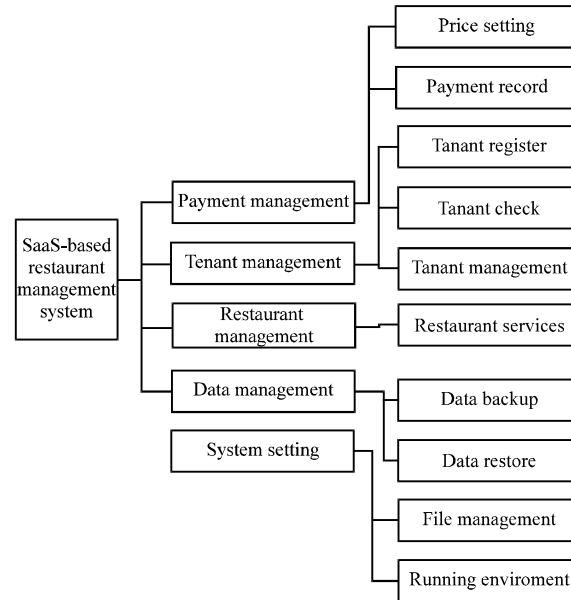 SaaS-based
restaurant
management
system
Payment management
Tenant management
Restaurant
management
Data management
System setting
Price setting
Payment record
Tanant register
Tanant check
Tanant management
Restaurant services
Data backup
Data restore
File management
Running enviroment